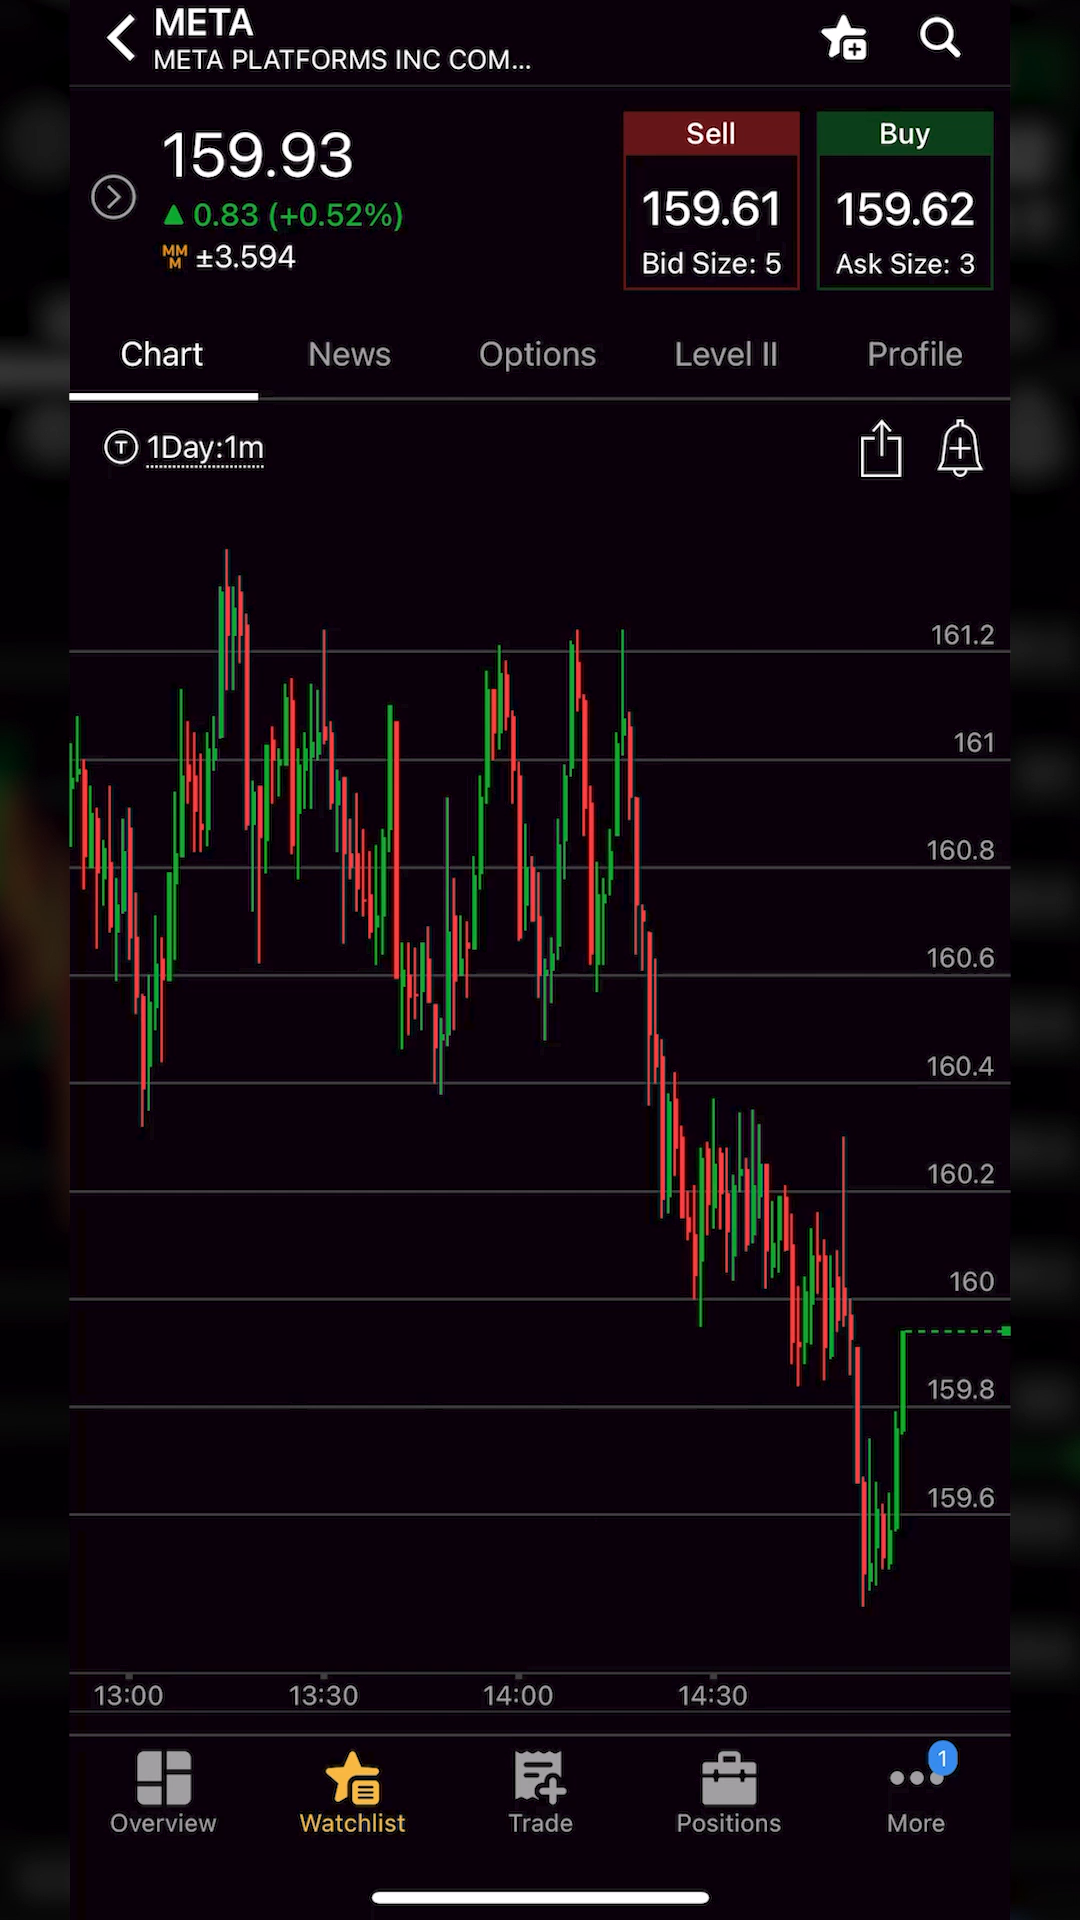 META
META PLATFORMS INC COM...
159.93
▲ 0.83 (+0.52%)
MMM ±3.594
Sell
159.61
Bid Size: 5
Buy
159.62
Ask Size: 3
Chart News Options Level II Profile
T 1Day:1m
161.2
161
160.8
160.6
160.4
160.2
160
159.8
159.6
13:00 13:30 14:00 14:30
1
Overview Watchlist Trade Positions More